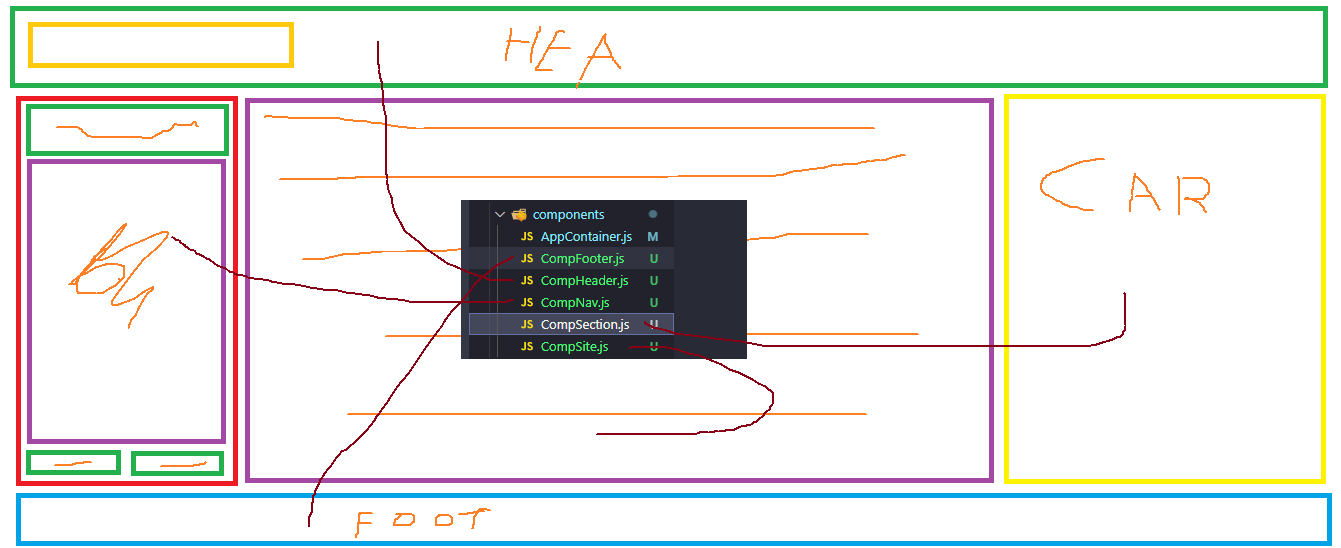 HEA
CAR
components
JS AppContainer.js M
JS CompFooter.js U
JS CompHeader.js U
JS CompNav.js U
JS CompSection.js U
JS CompSite.js U
FOOT